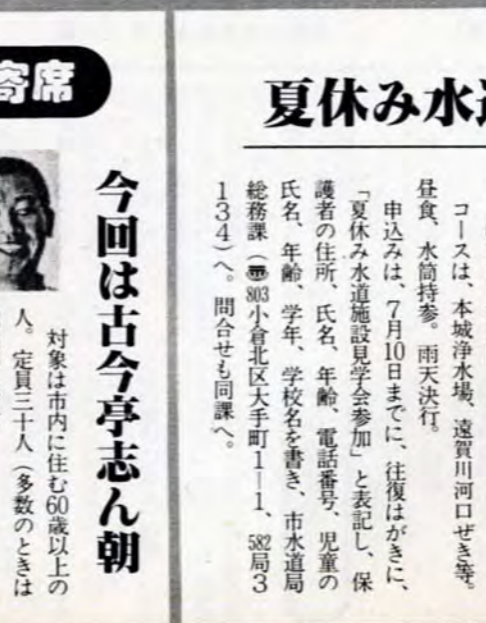 夏休み水道
コースは、本城浄水場、遠賀川河口ぜき等。
昼食、水筒持参。雨天決行。
申込みは、7月10日までに、往復はがきに、
「夏休み水道施設見学会参加」と表記し、保
護者の住所、氏名、年齢、電話番号、児童の
氏名、年齢、学年、学校名を書き、市水道局
総務課(〠803小倉北区大手町1―1、582局3
134)へ。問合せも同課へ。
寄席
今回は古今亭志ん朝
対象は市内に住む60歳以上の
人。定員三十人(多数のときは